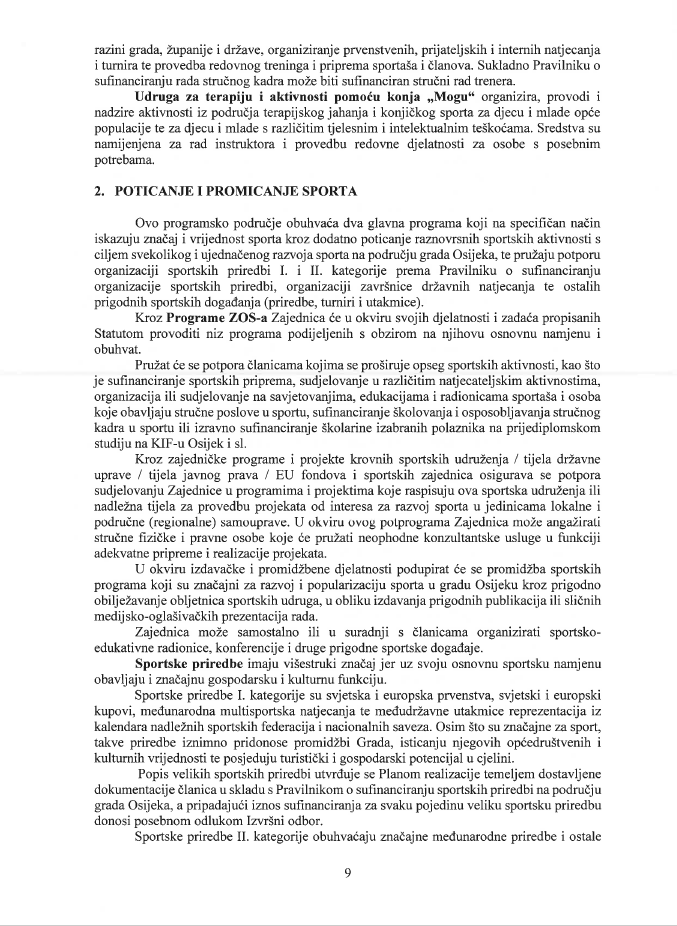 razini grada, županije i države, organiziranje prvenstvenih, prijateljskih i internih natjecanja
i turnira te provedba redovnog treninga i priprema sportaša i članova. Sukladno Pravilniku o
sufinanciranju rada stručnog kadra može biti sufinanciran stručni rad trenera.
Udruga za terapiju i aktivnosti pomoću konja „Mogu“ organizira, provodi i
nadzire aktivnosti iz područja terapijskog jahanja i konjičkog sporta za djecu i mlade opće
populacije te za djecu i mlade s različitim tjelesnim i intelektualnim teškoćama. Sredstva su
namijenjena za rad instruktora i provedbu redovne djelatnosti za osobe s posebnim
potrebama.
2. POTICANJE I PROMICANJE SPORTA
Ovo programsko područje obuhvaća dva glavna programa koji na specifičan način
iskazuju značaj i vrijednost sporta kroz dodatno poticanje raznovrsnih sportskih aktivnosti s
ciljem svekolikog i ujednačenog razvoja sporta na području grada Osijeka, te pružaju potporu
organizaciji sportskih priredbi I. i II. kategorije prema Pravilniku o sufinanciranju
organizacije sportskih priredbi, organizaciji završnice državnih natjecanja te ostalih
prigodnih sportskih događanja (priredbe, turniri i utakmice).
Kroz Programe ZOS-a Zajednica će u okviru svojih djelatnosti i zadaća propisanih
Statutom provoditi niz programa podijeljenih s obzirom na njihovu osnovnu namjenu i
obuhvat.
Pružat će se potpora članicama kojima se proširuje opseg sportskih aktivnosti, kao što
je sufinanciranje sportskih priprema, sudjelovanje u različitim natjecateljskim aktivnostima,
organizacija ili sudjelovanje na savjetovanjima, edukacijama i radionicama sportaša i osoba
koje obavljaju stručne poslove u sportu, sufinanciranje školovanja i osposobljavanja stručnog
kadra u sportu ili izravno sufinanciranje školarine izabranih polaznika na prijediplomskom
studiju na KIF-u Osijek i sl.
Kroz zajedničke programe i projekte krovnih sportskih udruženja / tijela državne
uprave / tijela javnog prava / EU fondova i sportskih zajednica osigurava se potpora
sudjelovanju Zajednice u programima i projektima koje raspisuju ova sportska udruženja ili
nadležna tijela za provedbu projekata od interesa za razvoj sporta u jedinicama lokalne i
područne (regionalne) samouprave. U okviru ovog potprograma Zajednica može angažirati
stručne fizičke i pravne osobe koje će pružati neophodne konzultantske usluge u funkciji
adekvatne pripreme i realizacije projekata.
U okviru izdavačke i promidžbene djelatnosti podupirat će se promidžba sportskih
programa koji su značajni za razvoj i popularizaciju sporta u gradu Osijeku kroz prigodno
obilježavanje obljetnica sportskih udruga, u obliku izdavanja prigodnih publikacija ili sličnih
medijsko-oglašivačkih prezentacija rada.
Zajednica može samostalno ili u suradnji s članicama organizirati sportsko-
edukativne radionice, konferencije i druge prigodne sportske događaje.
Sportske priredbe imaju višestruki značaj jer uz svoju osnovnu sportsku namjenu
obavljaju i značajnu gospodarsku i kulturnu funkciju.
Sportske priredbe I. kategorije su svjetska i europska prvenstva, svjetski i europski
kupovi, međunarodna multisportska natjecanja te međudržavne utakmice reprezentacija iz
kalendara nadležnih sportskih federacija i nacionalnih saveza. Osim što su značajne za sport,
takve priredbe iznimno pridonose promidžbi Grada, isticanju njegovih općedruštvenih i
kulturnih vrijednosti te posjeduju turistički i gospodarski potencijal u cjelini.
Popis velikih sportskih priredbi utvrđuje se Planom realizacije temeljem dostavljene
dokumentacije članica u skladu s Pravilnikom o sufinanciranju sportskih priredbi na području
grada Osijeka, a pripadajući iznos sufinanciranja za svaku pojedinu veliku sportsku priredbu
donosi posebnom odlukom Izvršni odbor.
Sportske priredbe II. kategorije obuhvaćaju značajne međunarodne priredbe i ostale
9